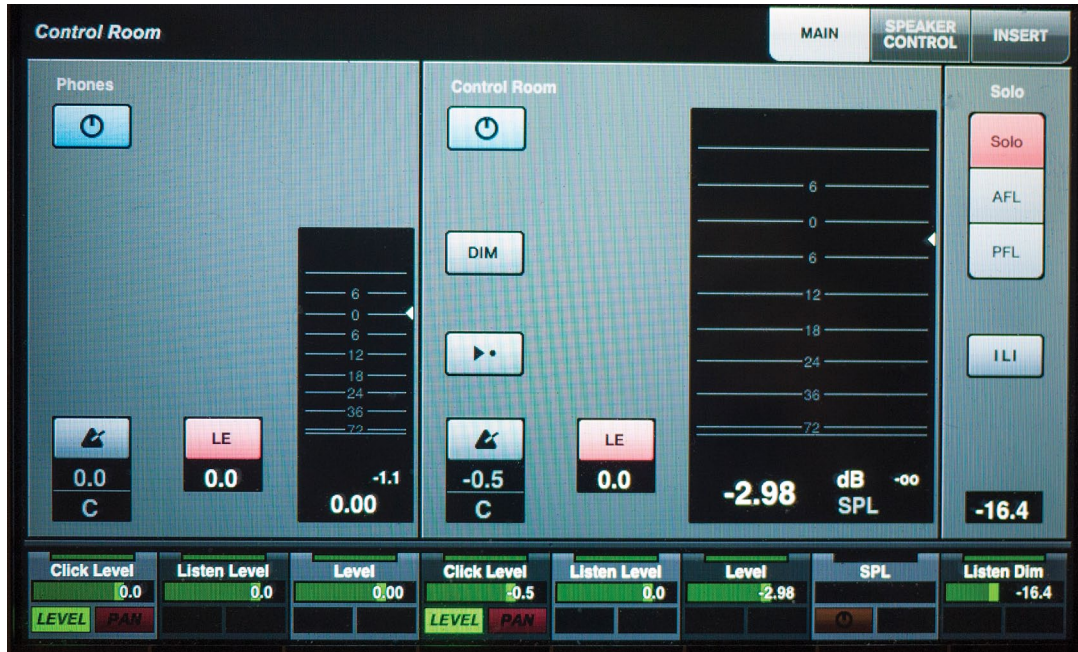 Control Room
MAIN
SPEAKER
CONTROL
INSERT
Phones
6
0
6
12
18
24
36
72
LE
0.0
C
0.0
-1.1
0.00
Control Room
DIM
6
0
6
12
18
24
36
72
LE
-0.5
C
0.0
-2.98
dB
SPL
-oo
Solo
Solo
AFL
PFL
ILI
-16.4
Click Level
0.0
LEVEL PAN
Listen Level
0.0
Level
0.00
Click Level
-0.5
LEVEL PAN
Listen Level
0.0
Level
-2.98
SPL
Listen Dim
-16.4